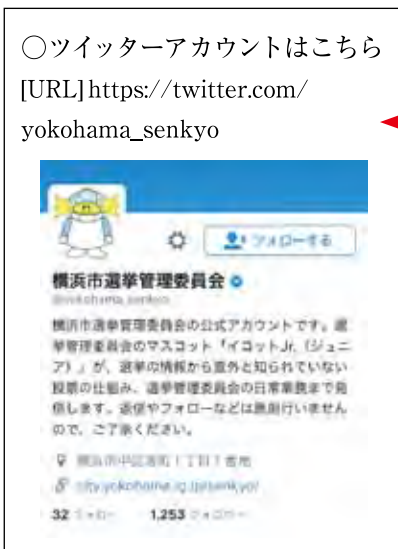 ○ツイッターアカウントはこちら
[URL]https://twitter.com/
yokohama_senkyo
フォローする
横浜市選挙管理委員会
@yokohama_senkyo
横浜市選挙管理委員会の公式アカウントです。選
挙管理委員会のマスコット「イコットJr.（ジュニ
ア）」が、選挙の情報から意外と知られていない
投票の仕組み、選挙管理委員会の日常業務まで発
信します。返信やフォローなどは原則行いません
ので、ご了承ください。
横浜市中区港町1丁目1番地
city.yokohama.lg.jp/senkyo/
32 フォロー 1,253 フォロワー